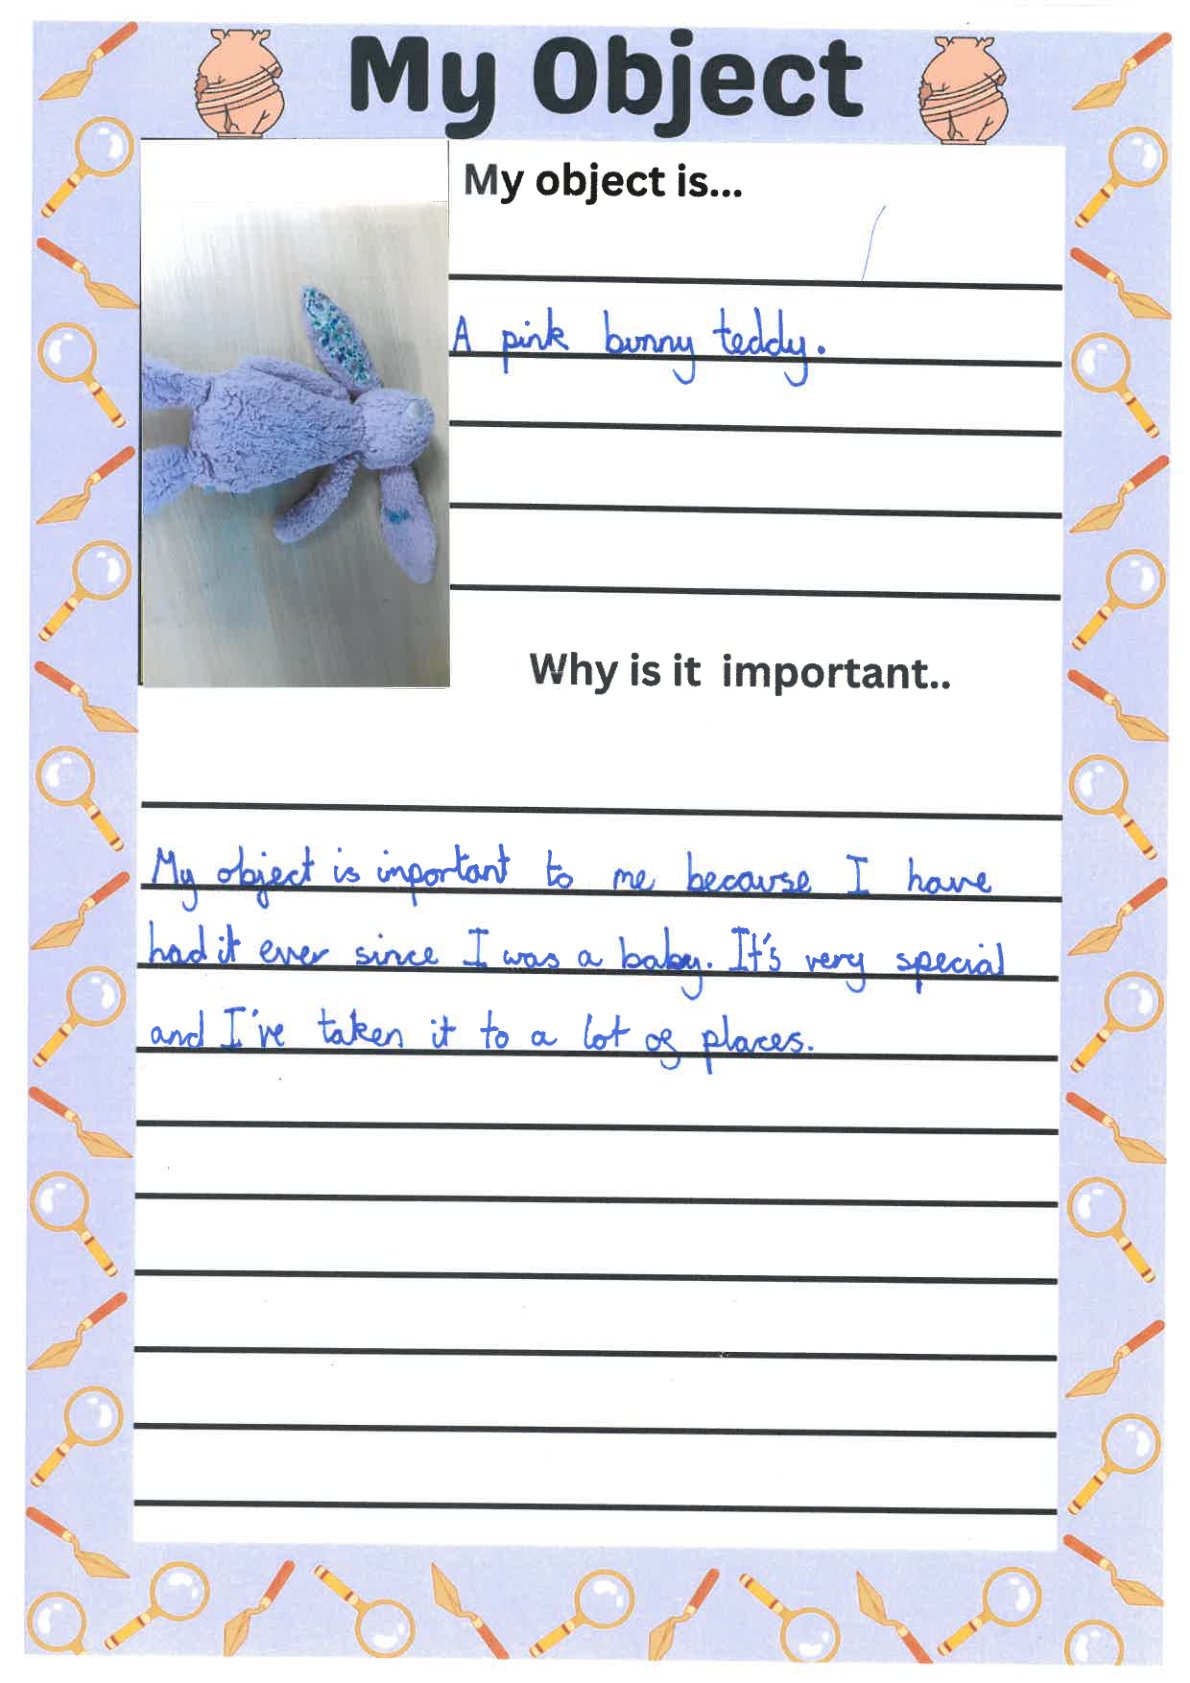 My Object
My object is...
A pink bunny teddy.
Why is it important..
My object is important to me because I have
had it ever since I was a baby. It's very special
and I've taken it to a lot of places.